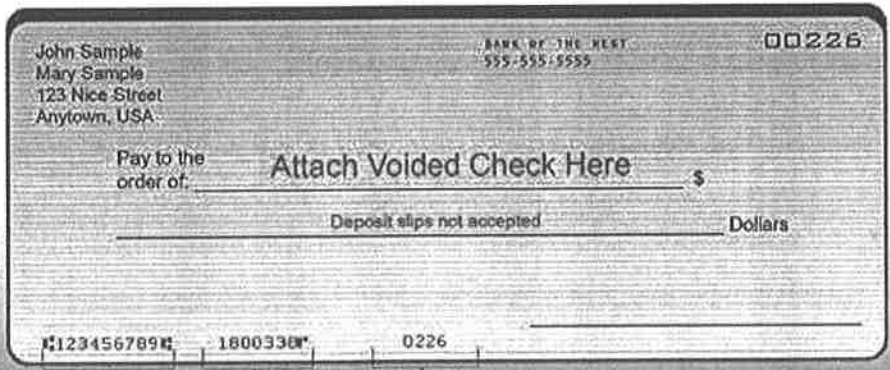 John Sample
Mary Sample
123 Nice Street
Anytown, USA
BANK OF THE WEST
555-555-5555
00226
Pay to the
order of:
Attach Voided Check Here
$
Deposit slips not accepted
Dollars
⑆123456789⑆ 1800338⑈ 0226